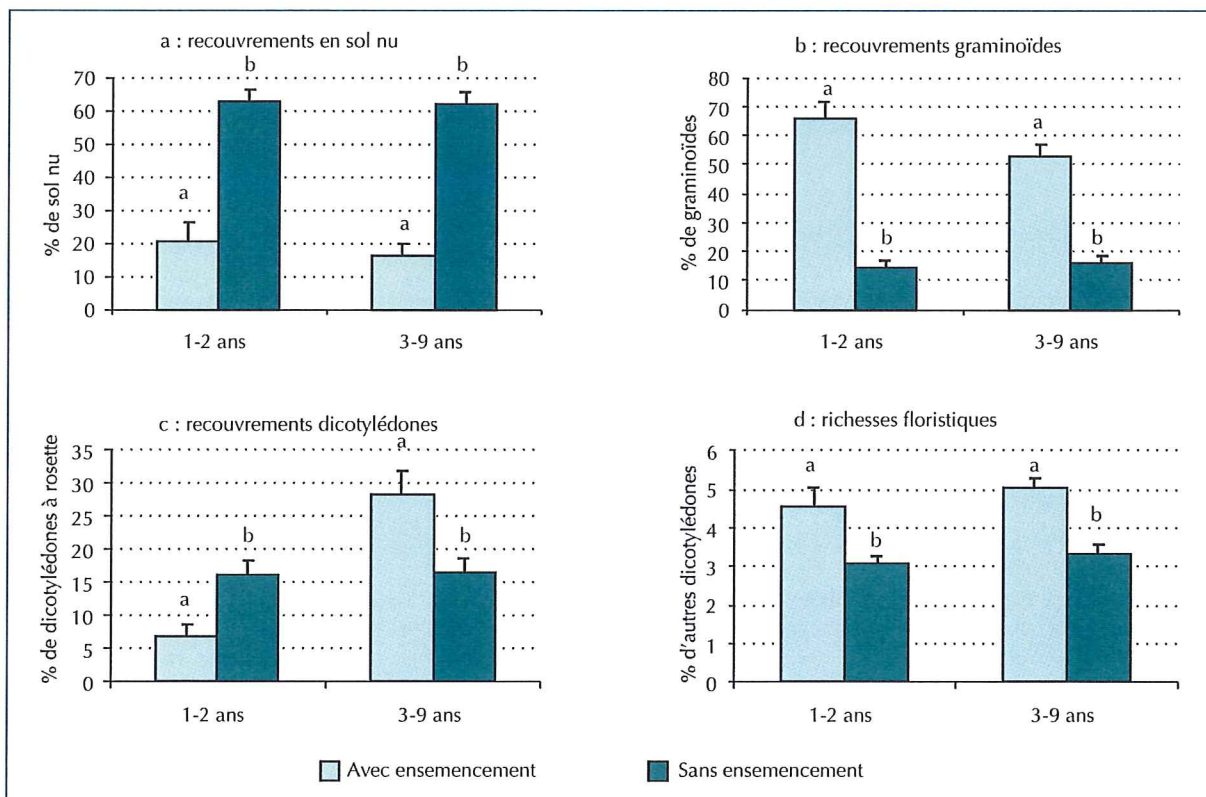 a : recouvrements en sol nu
% de sol nu
70
60
50
40
30
20
10
0
a
b
a
b
1-2 ans
3-9 ans
b : recouvrements graminoïdes
% de graminoïdes
80
70
60
50
40
30
20
10
0
a
b
a
b
1-2 ans
3-9 ans
c : recouvrements dicotylédones
% de dicotylédones à rosette
35
30
25
20
15
10
5
0
a
b
a
b
1-2 ans
3-9 ans
d : richesses floristiques
% d'autres dicotylédones
6
5
4
3
2
1
0
a
b
a
b
1-2 ans
3-9 ans
Avec ensemencement
Sans ensemencement